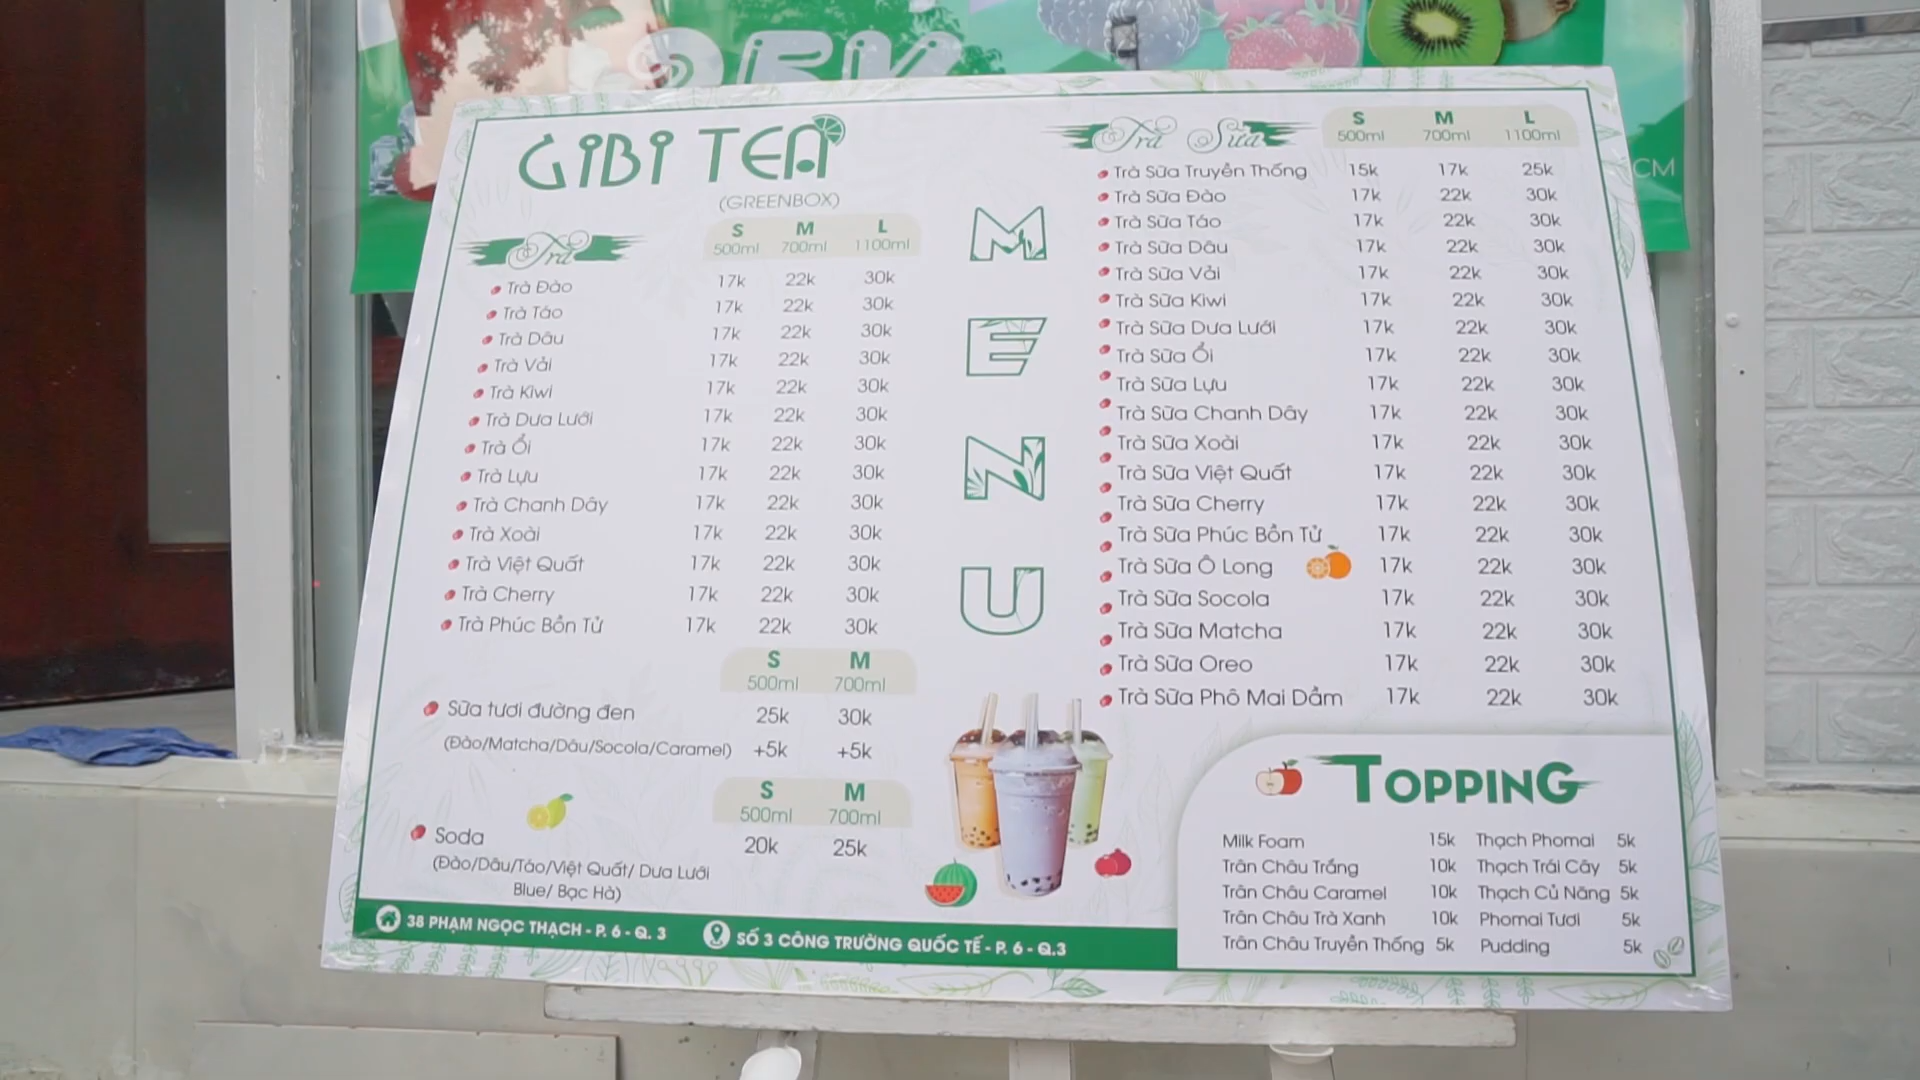 25K
CM
GIBI TEA
(GREENBOX)
MENU
Trà
S M L
500ml 700ml 1100ml
Trà Đào 17k 22k 30k
Trà Táo 17k 22k 30k
Trà Dâu 17k 22k 30k
Trà Vải 17k 22k 30k
Trà Kiwi 17k 22k 30k
Trà Dưa Lưới 17k 22k 30k
Trà Ổi 17k 22k 30k
Trà Lựu 17k 22k 30k
Trà Chanh Dây 17k 22k 30k
Trà Xoài 17k 22k 30k
Trà Việt Quất 17k 22k 30k
Trà Cherry 17k 22k 30k
Trà Phúc Bồn Tử 17k 22k 30k
S M
500ml 700ml
Sữa tươi đường đen 25k 30k
(Đào/Matcha/Dâu/Socola/Caramel) +5k +5k
S M
500ml 700ml
Soda 20k 25k
(Đào/Dâu/Táo/Việt Quất/ Dưa Lưới
Blue/ Bạc Hà)
38 PHẠM NGỌC THẠCH - P. 6 - Q. 3
SỐ 3 CÔNG TRƯỜNG QUỐC TẾ - P. 6 - Q.3
Trà Sữa
S M L
500ml 700ml 1100ml
Trà Sữa Truyền Thống 15k 17k 25k
Trà Sữa Đào 17k 22k 30k
Trà Sữa Táo 17k 22k 30k
Trà Sữa Dâu 17k 22k 30k
Trà Sữa Vải 17k 22k 30k
Trà Sữa Kiwi 17k 22k 30k
Trà Sữa Dưa Lưới 17k 22k 30k
Trà Sữa Ổi 17k 22k 30k
Trà Sữa Lựu 17k 22k 30k
Trà Sữa Chanh Dây 17k 22k 30k
Trà Sữa Xoài 17k 22k 30k
Trà Sữa Việt Quất 17k 22k 30k
Trà Sữa Cherry 17k 22k 30k
Trà Sữa Phúc Bồn Tử 17k 22k 30k
Trà Sữa Ô Long 17k 22k 30k
Trà Sữa Socola 17k 22k 30k
Trà Sữa Matcha 17k 22k 30k
Trà Sữa Oreo 17k 22k 30k
Trà Sữa Phô Mai Dầm 17k 22k 30k
TOPPING
Milk Foam 15k Thạch Phomai 5k
Trân Châu Trắng 10k Thạch Trái Cây 5k
Trân Châu Caramel 10k Thạch Củ Năng 5k
Trân Châu Trà Xanh 10k Phomai Tươi 5k
Trân Châu Truyền Thống 5k Pudding 5k